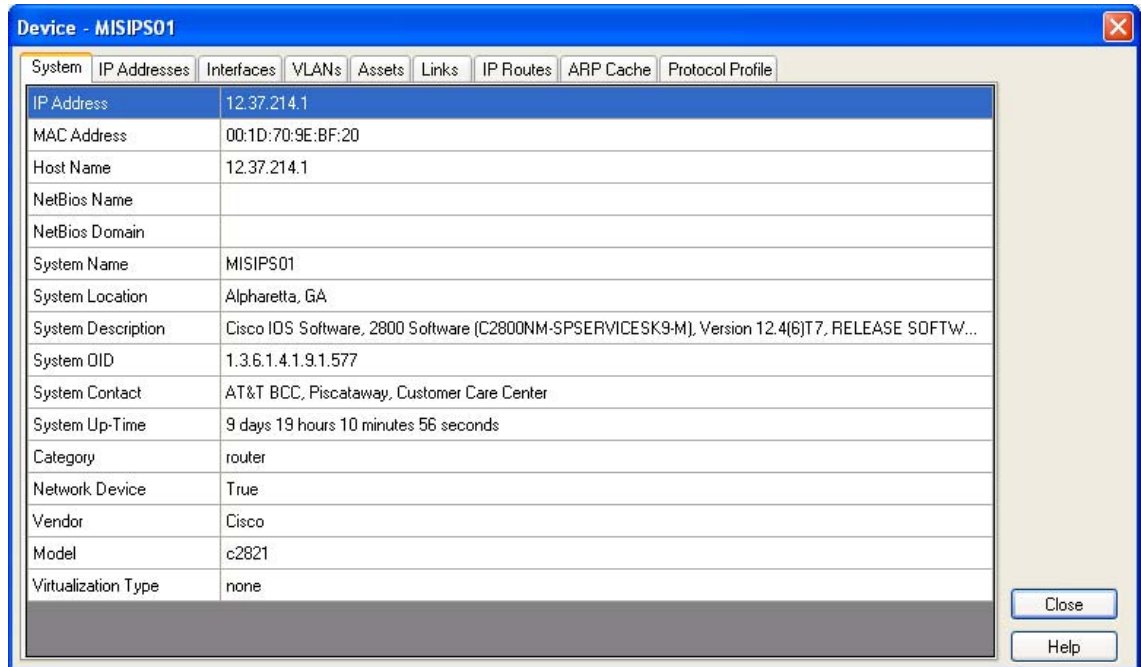 Device - MISIPS01
System IP Addresses Interfaces VLANs Assets Links IP Routes ARP Cache Protocol Profile
IP Address 12.37.214.1
MAC Address 00:1D:70:9E:BF:20
Host Name 12.37.214.1
NetBios Name
NetBios Domain
System Name MISIPS01
System Location Alpharetta, GA
System Description Cisco IOS Software, 2800 Software (C2800NM-SPSERVICESK9-M), Version 12.4(6)T7, RELEASE SOFTW...
System OID 1.3.6.1.4.1.9.1.577
System Contact AT&T BCC, Piscataway, Customer Care Center
System Up-Time 9 days 19 hours 10 minutes 56 seconds
Category router
Network Device True
Vendor Cisco
Model c2821
Virtualization Type none
Close
Help